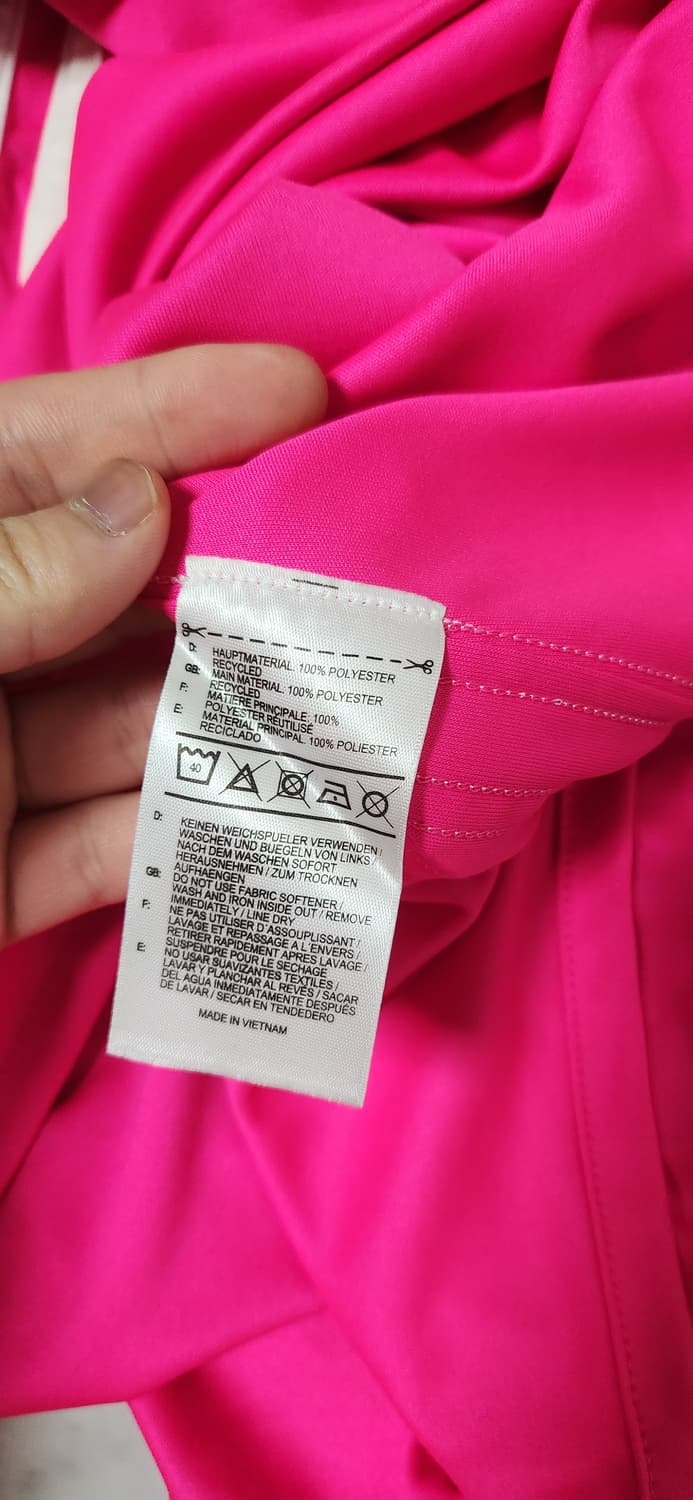 D: HAUPTMATERIAL. 100% POLYESTER
RECYCLED
GB: MAIN MATERIAL. 100% POLYESTER
RECYCLED
F: MATIERE PRINCIPALE. 100%
POLYESTER RÉUTILISÉ
E: MATERIAL PRINCIPAL. 100% POLIESTER
RECICLADO
40
D: KEINEN WEICHSPUELER VERWENDEN /
WASCHEN UND BUEGELN VON LINKS /
NACH DEM WASCHEN SOFORT
HERAUSNEHMEN / ZUM TROCKNEN
AUFHAENGEN
GB: DO NOT USE FABRIC SOFTENER /
WASH AND IRON INSIDE OUT / REMOVE
IMMEDIATELY / LINE DRY
F: NE PAS UTILISER D'ASSOUPLISSANT /
LAVAGE ET REPASSAGE A L'ENVERS /
RETIRER RAPIDEMENT APRES LAVAGE /
SUSPENDRE POUR LE SECHAGE
E: NO USAR SUAVIZANTES TEXTILES /
LAVAR Y PLANCHAR AL REVÉS / SACAR
DEL AGUA INMEDIATAMENTE DESPUÉS
DE LAVAR / SECAR EN TENDEDERO
MADE IN VIETNAM